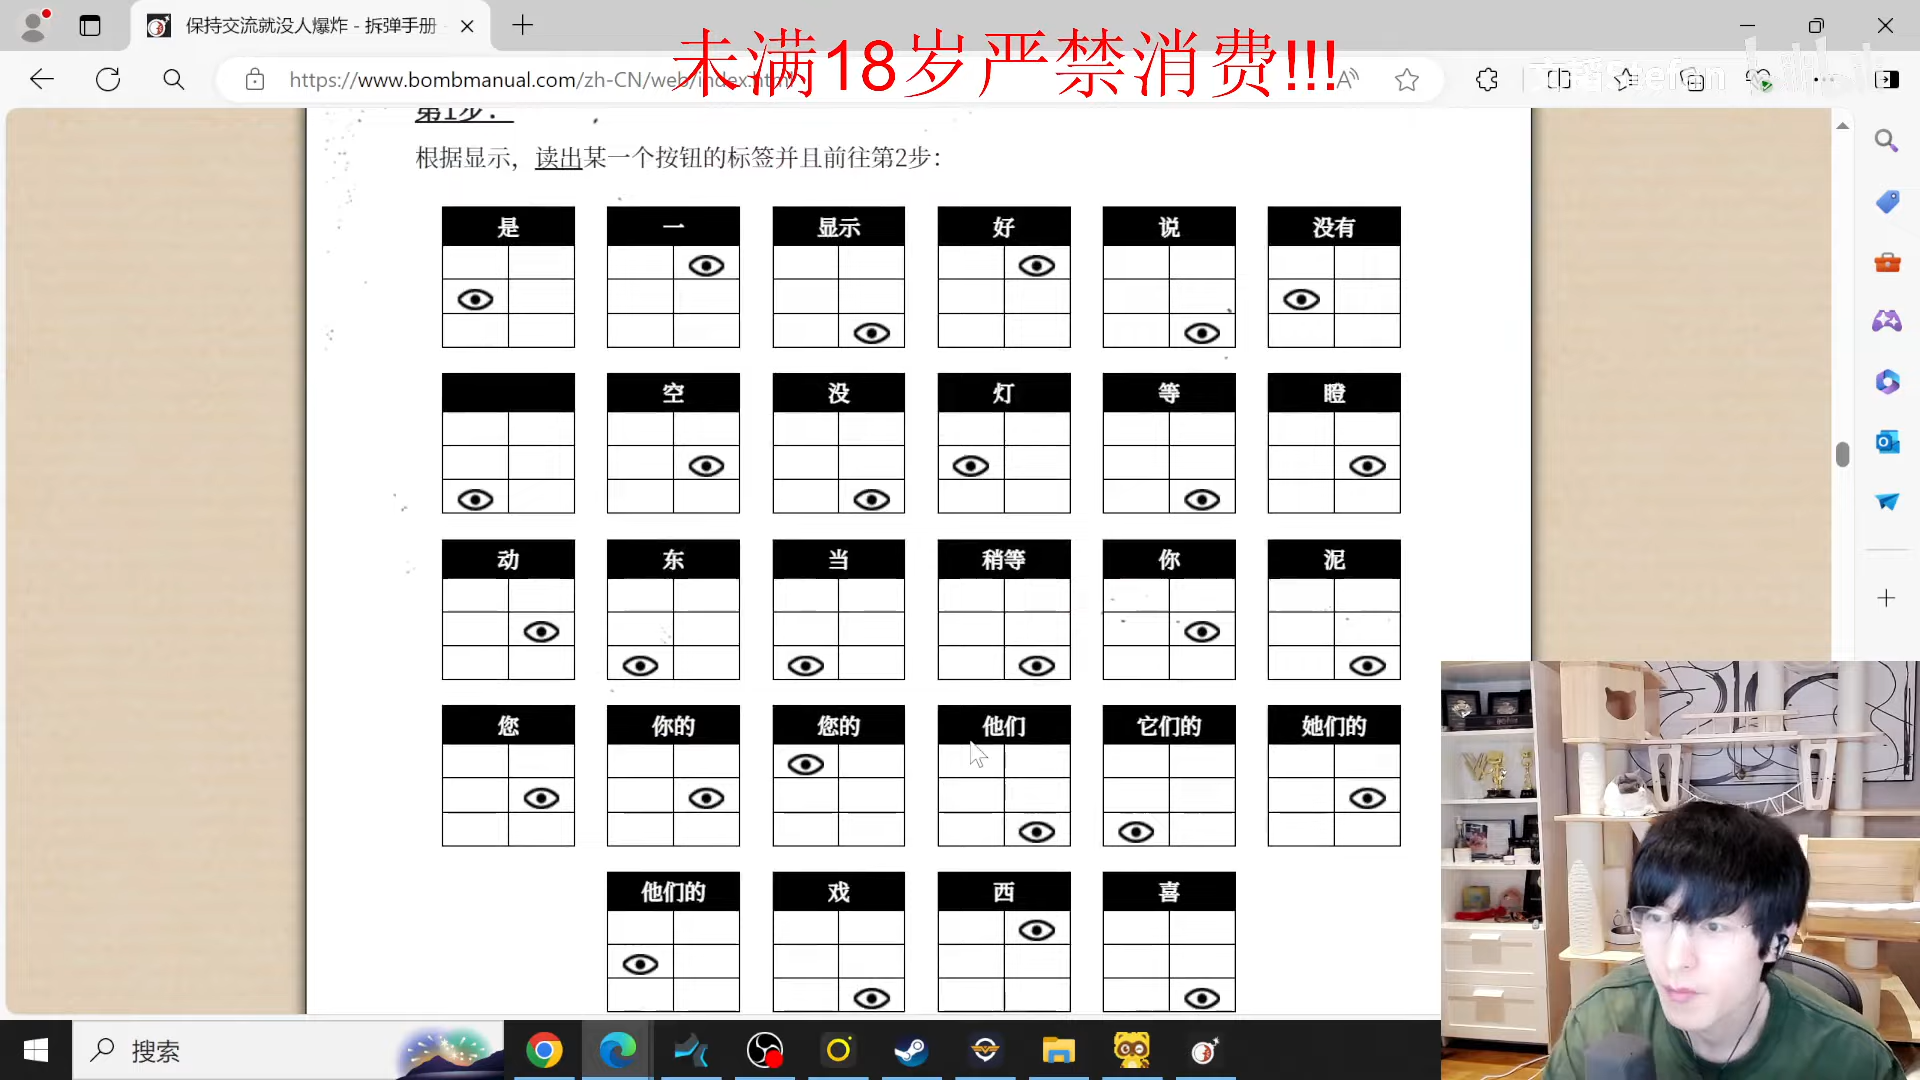 保持交流就没人爆炸 - 拆弹手册
未满18岁严禁消费!!!
https://www.bombmanual.com/zh-CN/web/index.html
第1步：
根据显示，读出某一个按钮的标签并且前往第2步：
是 一 显示 好 说 没有
空 没 灯 等 瞪
动 东 当 稍等 你 泥
您 你的 您的 他们 它们的 她们的
他们的 戏 西 喜
搜索